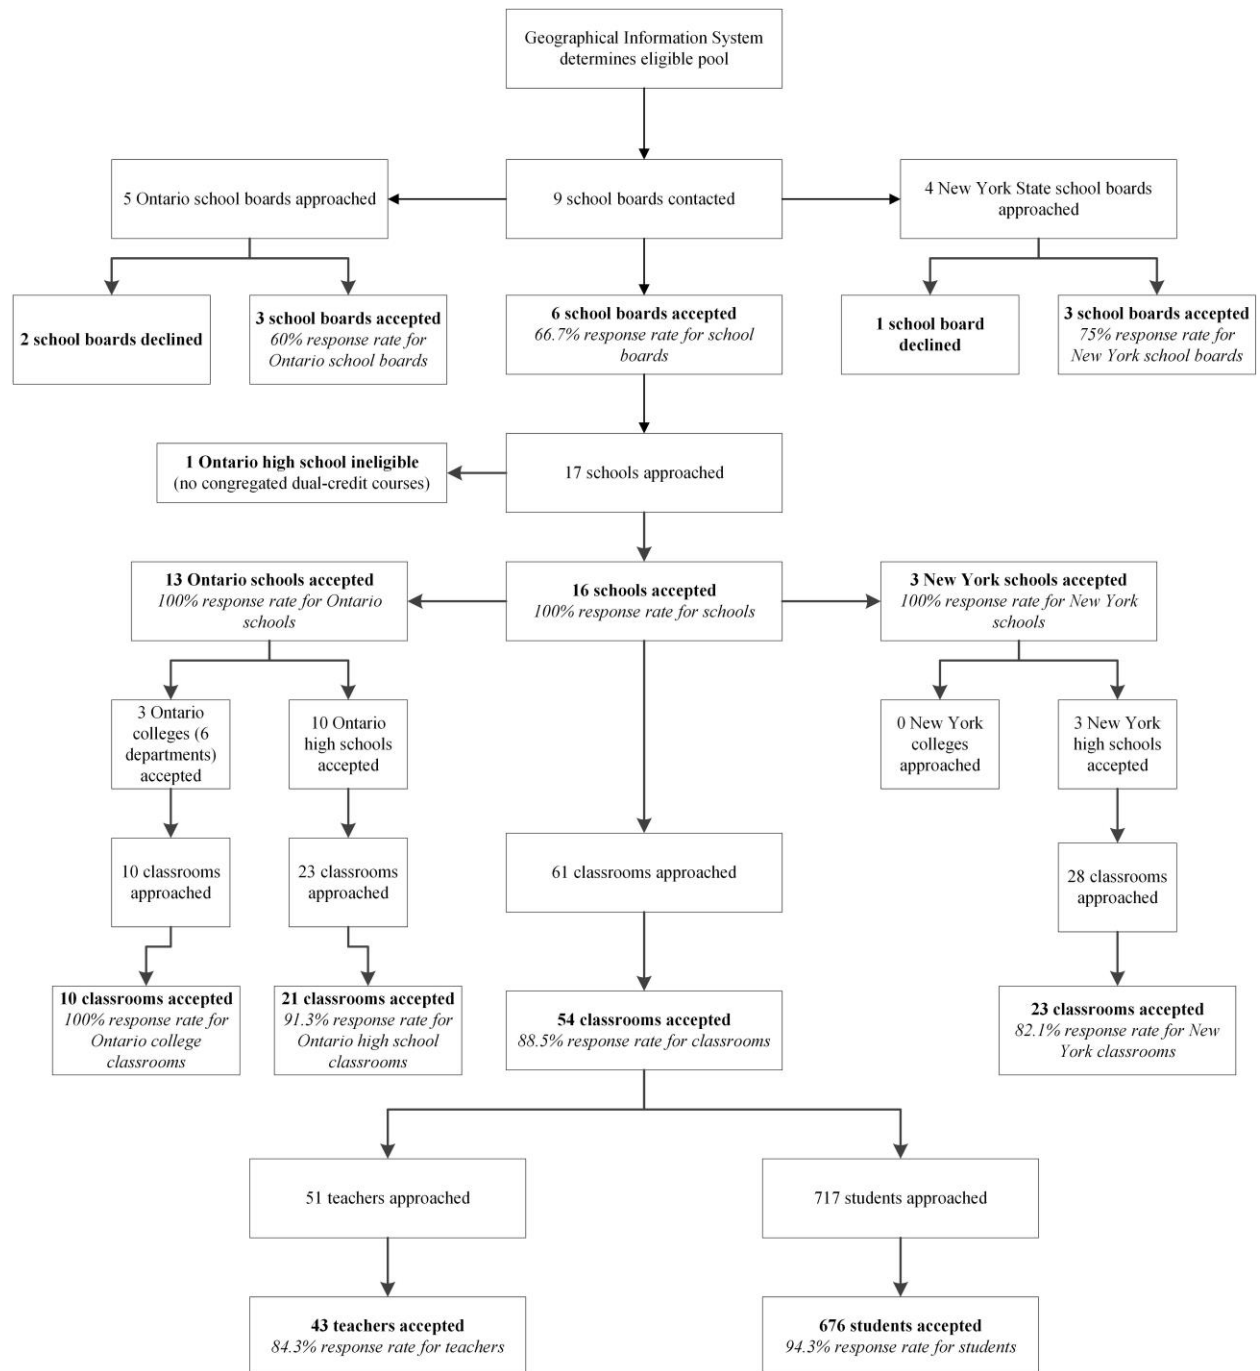 Geographical Information System
determines eligible pool
5 Ontario school boards approached
9 school boards contacted
4 New York State school boards
approached
2 school boards declined
3 school boards accepted
60% response rate for
Ontario school boards
6 school boards accepted
66.7% response rate for school
boards
1 school board
declined
3 school boards accepted
75% response rate for
New York school boards
1 Ontario high school ineligible
(no congregated dual-credit courses)
17 schools approached
13 Ontario schools accepted
100% response rate for Ontario
schools
16 schools accepted
100% response rate for schools
3 New York schools accepted
100% response rate for New York
schools
3 Ontario
colleges (6
departments)
accepted
10 Ontario
high schools
accepted
0 New York
colleges
approached
3 New York
high schools
accepted
10 classrooms
approached
23 classrooms
approached
61 classrooms approached
28 classrooms
approached
10 classrooms accepted
100% response rate for
Ontario college
classrooms
21 classrooms accepted
91.3% response rate for
Ontario high school
classrooms
54 classrooms accepted
88.5% response rate for classrooms
23 classrooms accepted
82.1% response rate for New
York classrooms
51 teachers approached
717 students approached
43 teachers accepted
84.3% response rate for teachers
676 students accepted
94.3% response rate for students